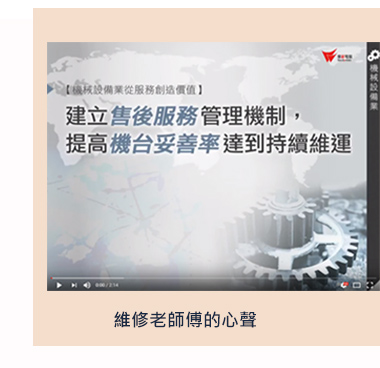 【機械設備業從服務創造價值】
建立售後服務管理機制，
提高機台妥善率達到持續維運
機械設備業
0:00 / 2:14
維修老師傅的心聲